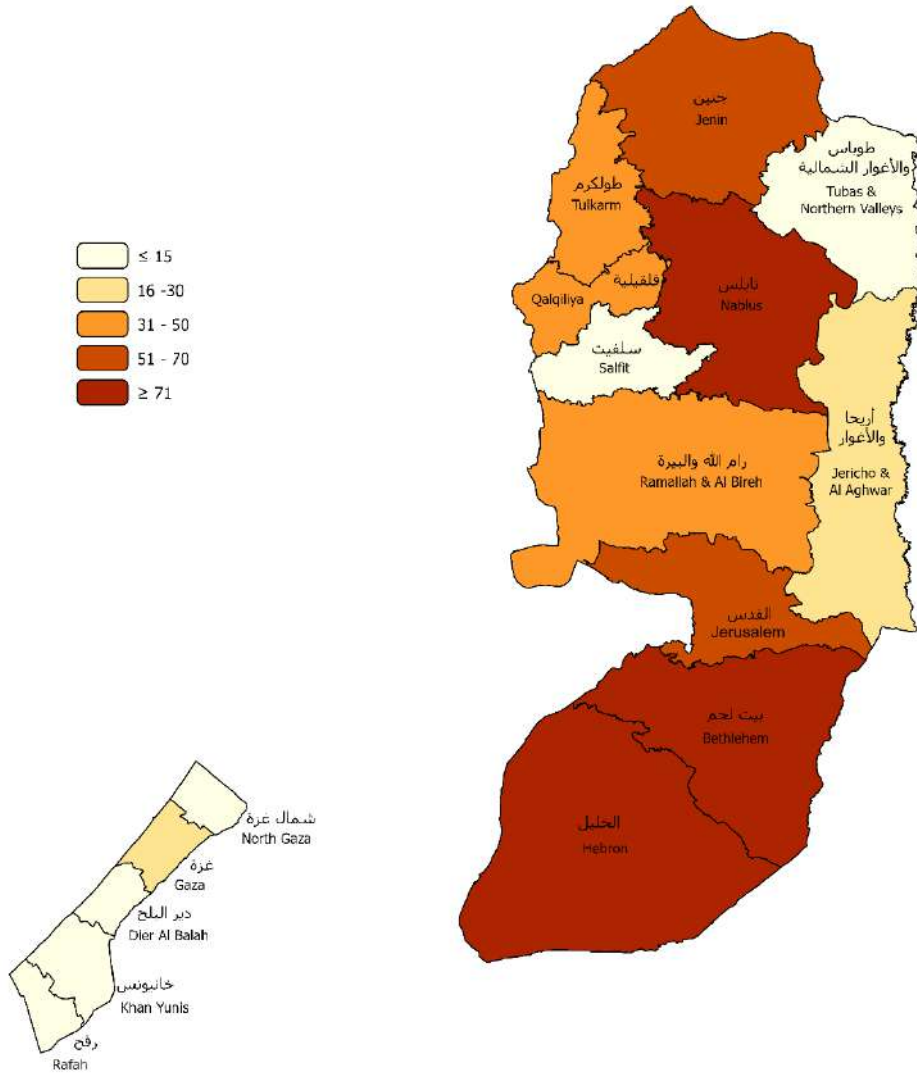 جنين
Jenin
طوباس
والأغوار الشمالية
Tubas &
Northern Valleys
طولكرم
Tulkarm
≤ 15
16 -30
31 - 50
51 - 70
≥ 71
قلقيلية
Qalqiliya
نابلس
Nablus
سلفيت
Salfit
أريحا
والأغوار
Jericho &
Al Aghwar
رام الله والبيرة
Ramallah & Al Bireh
القدس
Jerusalem
بيت لحم
Bethlehem
الخليل
Hebron
شمال غزة
North Gaza
غزة
Gaza
دير البلح
Dier Al Balah
خانيونس
Khan Yunis
رفح
Rafah